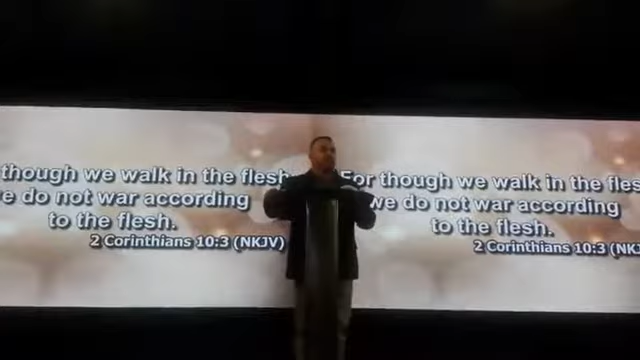 though we walk in the flesh
e do not war according
to the flesh.
2 Corinthians 10:3 (NKJV)
For though we walk in the fles
we do not war according
to the flesh.
2 Corinthians 10:3 (NK